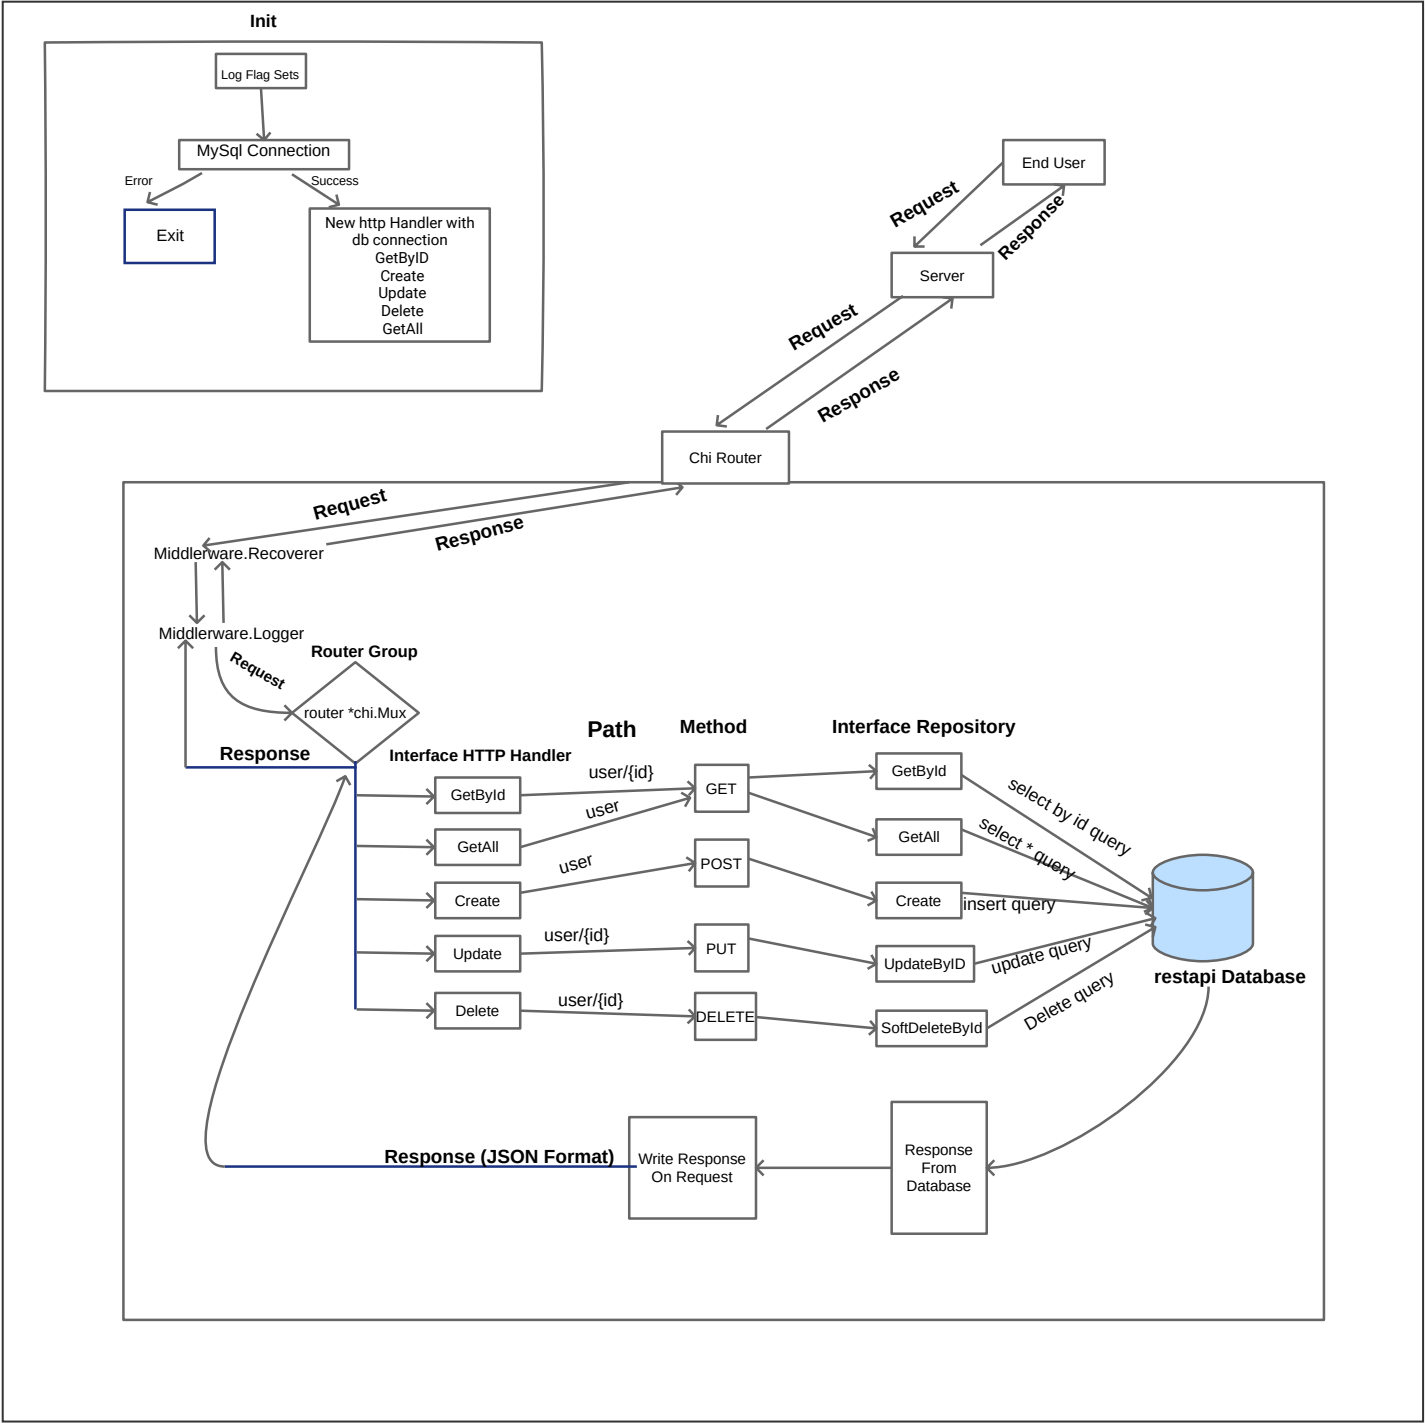 Init
Log Flag Sets
MySql Connection
Error
Success
Exit
New http Handler with
db connection
GetByID
Create
Update
Delete
GetAll
End User
Request
Response
Server
Request
Response
Chi Router
Request
Response
Middlerware.Recoverer
Middlerware.Logger
Request
Router Group
router *chi.Mux
Response
Interface HTTP Handler
Path
Method
Interface Repository
GetById
user/{id}
GET
GetById
select by id query
GetAll
user
GetAll
select * query
Create
user
POST
Create
insert query
Update
user/{id}
PUT
UpdateByID
update query
Delete
user/{id}
DELETE
SoftDeleteById
Delete query
restapi Database
Response
From
Database
Write Response
On Request
Response (JSON Format)